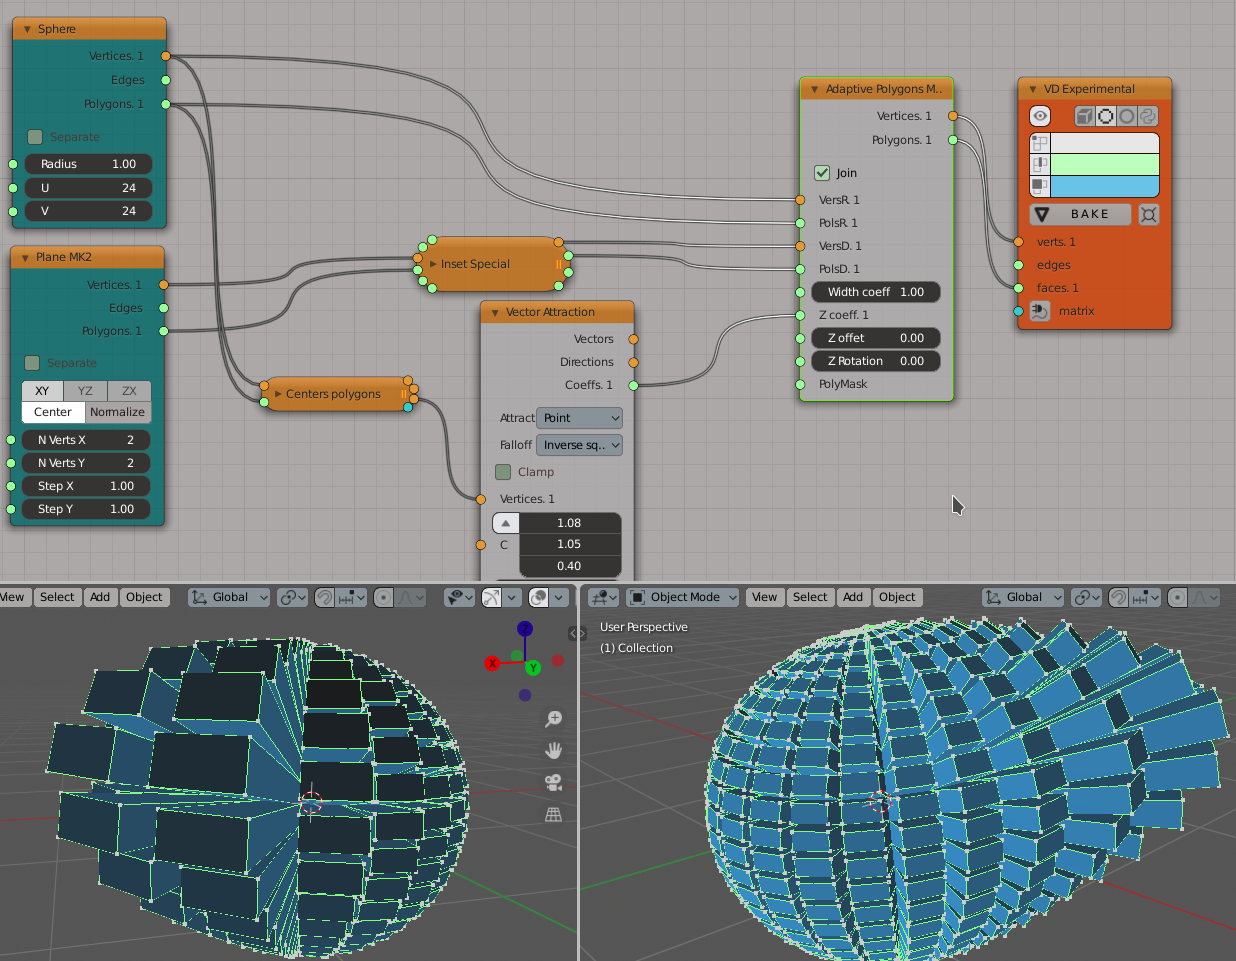 Sphere
Vertices. 1
Edges
Polygons. 1
Separate
Radius 1.00
U 24
V 24
Plane MK2
Vertices. 1
Edges
Polygons. 1
Separate
XY YZ ZX
Center Normalize
N Verts X 2
N Verts Y 2
Step X 1.00
Step Y 1.00
Centers polygons
Inset Special
Vector Attraction
Vectors
Directions
Coeffs. 1
Attract Point
Falloff Inverse sq..
Clamp
Vertices. 1
1.08
C 1.05
0.40
Adaptive Polygons M..
Vertices. 1
Polygons. 1
Join
VersR. 1
PolsR. 1
VersD. 1
PolsD. 1
Width coeff 1.00
Z coeff. 1
Z offet 0.00
Z Rotation 0.00
PolyMask
VD Experimental
BAKE
verts. 1
edges
faces. 1
matrix
View Select Add Object Global
Z
X
Y
Object Mode View Select Add Object Global
User Perspective
(1) Collection